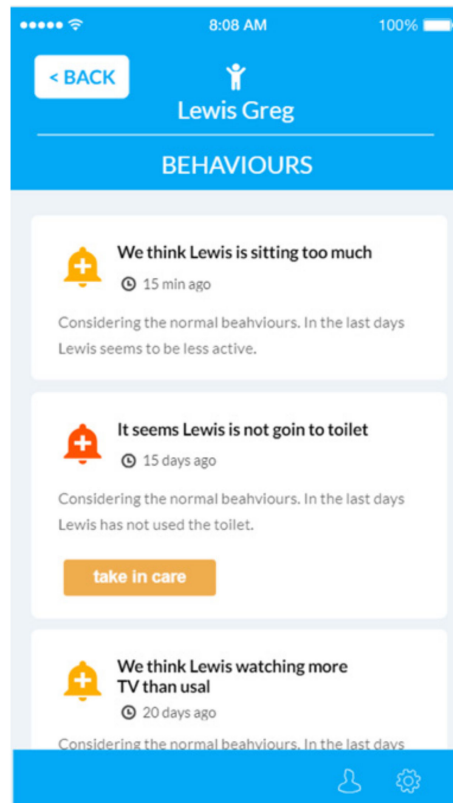 8:08 AM
100%
< BACK
Lewis Greg
BEHAVIOURS
We think Lewis is sitting too much
15 min ago
Considering the normal beahviours. In the last days
Lewis seems to be less active.
It seems Lewis is not goin to toilet
15 days ago
Considering the normal beahviours. In the last days
Lewis has not used the toilet.
take in care
We think Lewis watching more
TV than usal
20 days ago
Considering the normal beahviours. In the last days